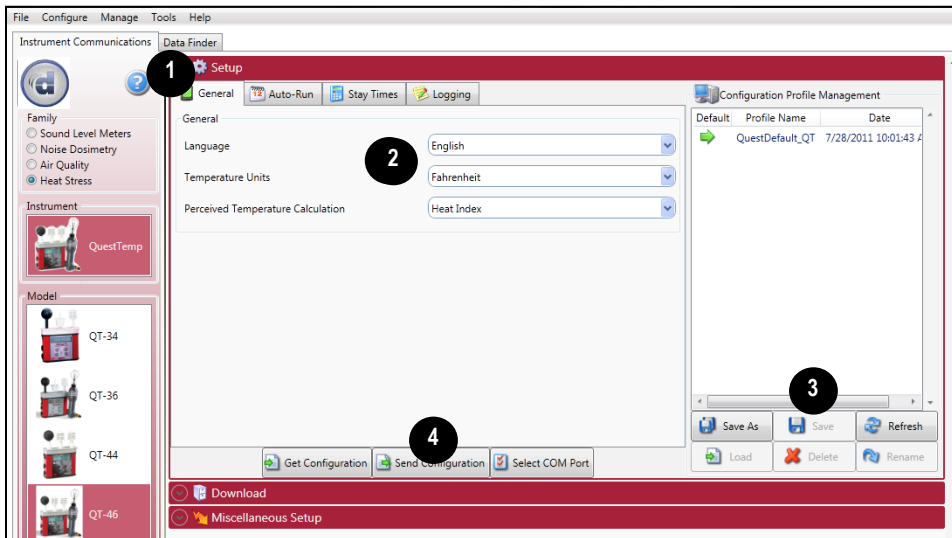 File Configure Manage Tools Help
Instrument Communications Data Finder
d
?
1
Setup
General Auto-Run Stay Times Logging
12
Family
Sound Level Meters
Noise Dosimetry
Air Quality
Heat Stress
Instrument
QuestTemp
Model
QT-34
QT-36
QT-44
QT-46
General
Language English
2
Temperature Units Fahrenheit
Perceived Temperature Calculation Heat Index
4
Get Configuration Send Configuration Select COM Port
Configuration Profile Management
Default Profile Name Date
QuestDefault_QT 7/28/2011 10:01:43 A
3
Save As Save Refresh
Load Delete Rename
Download
Miscellaneous Setup